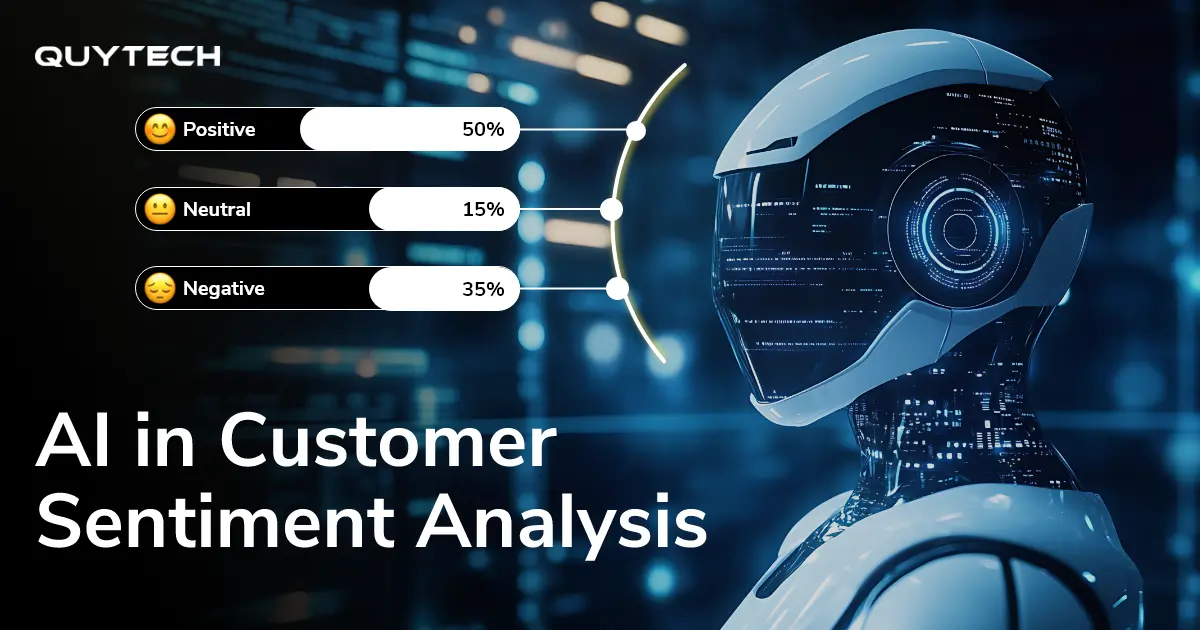 QUYTECH
Positive 50%
Neutral 15%
Negative 35%
AI in Customer
Sentiment Analysis